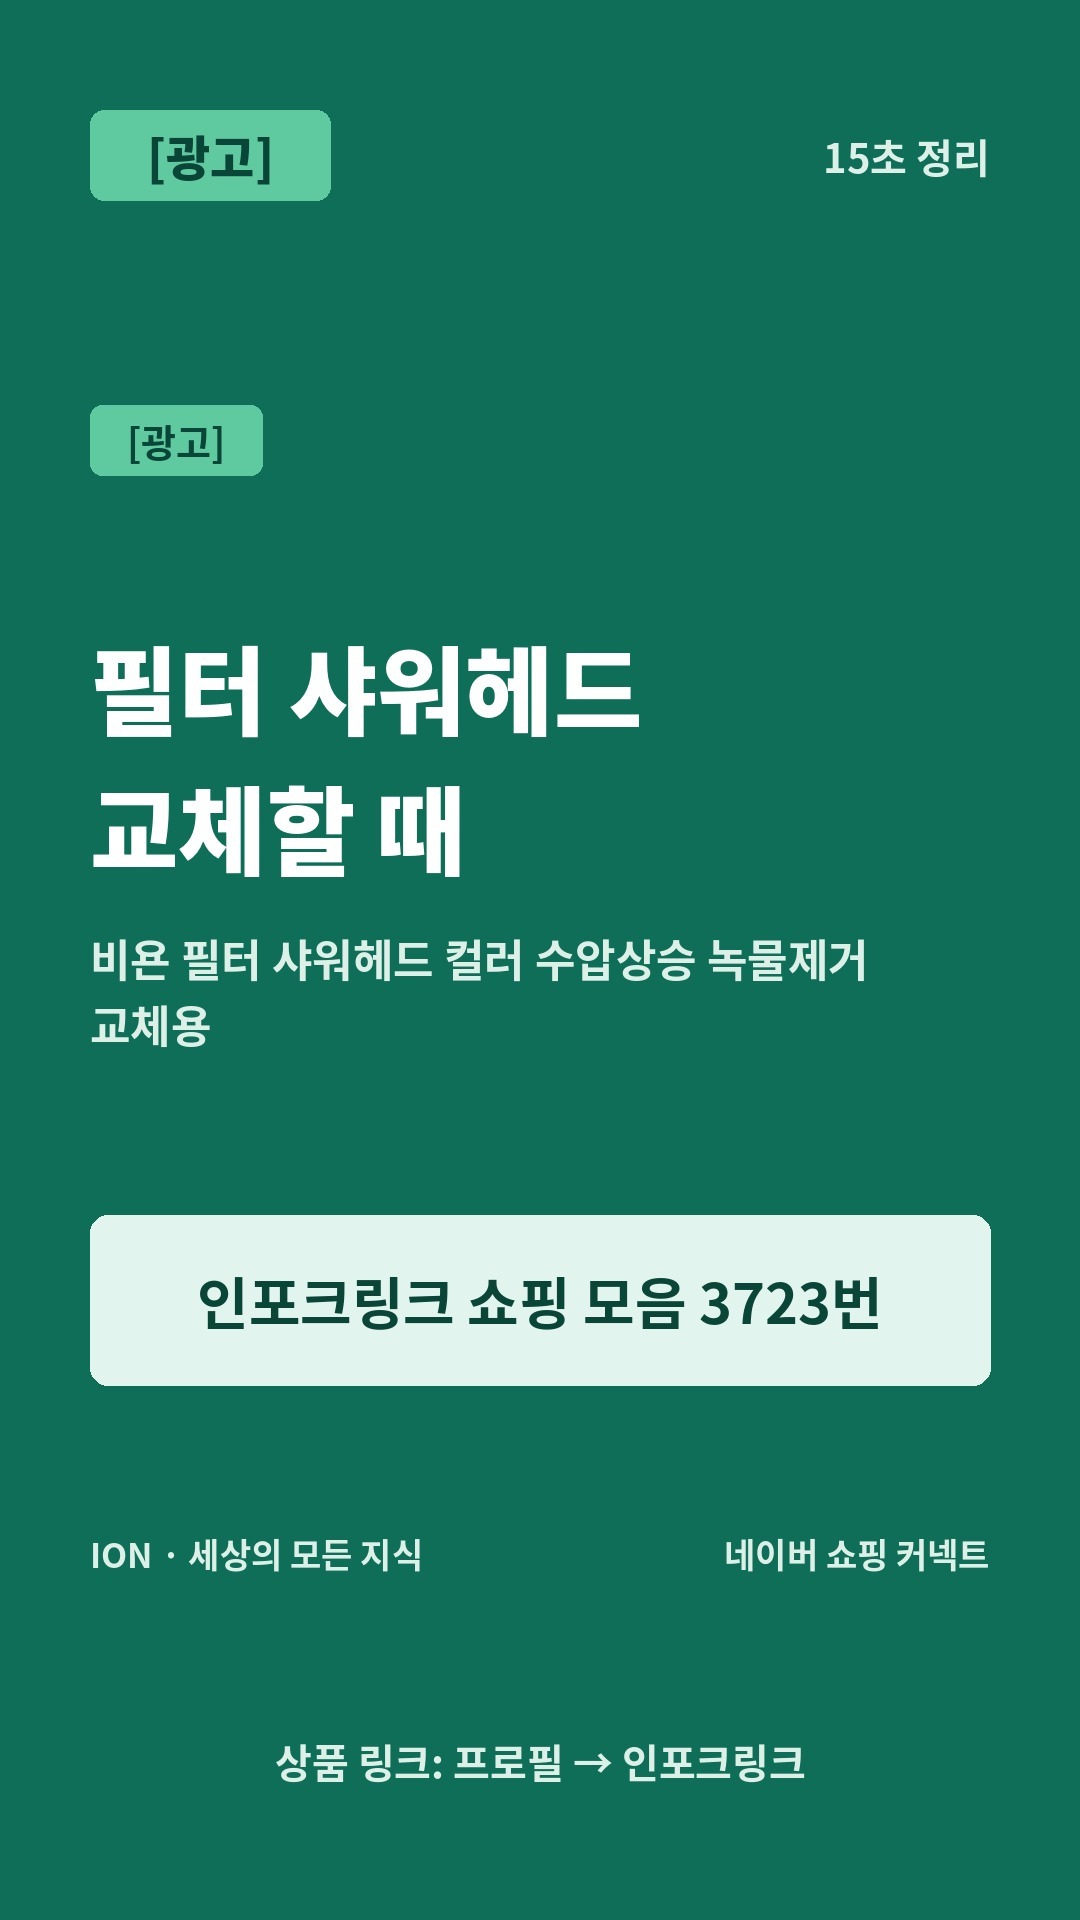 [광고]
15초 정리
[광고]
필터 샤워헤드
교체할 때
비욘 필터 샤워헤드 컬러 수압상승 녹물제거
교체용
인포크링크 쇼핑 모음 3723번
ION · 세상의 모든 지식
네이버 쇼핑 커넥트
상품 링크: 프로필 → 인포크링크